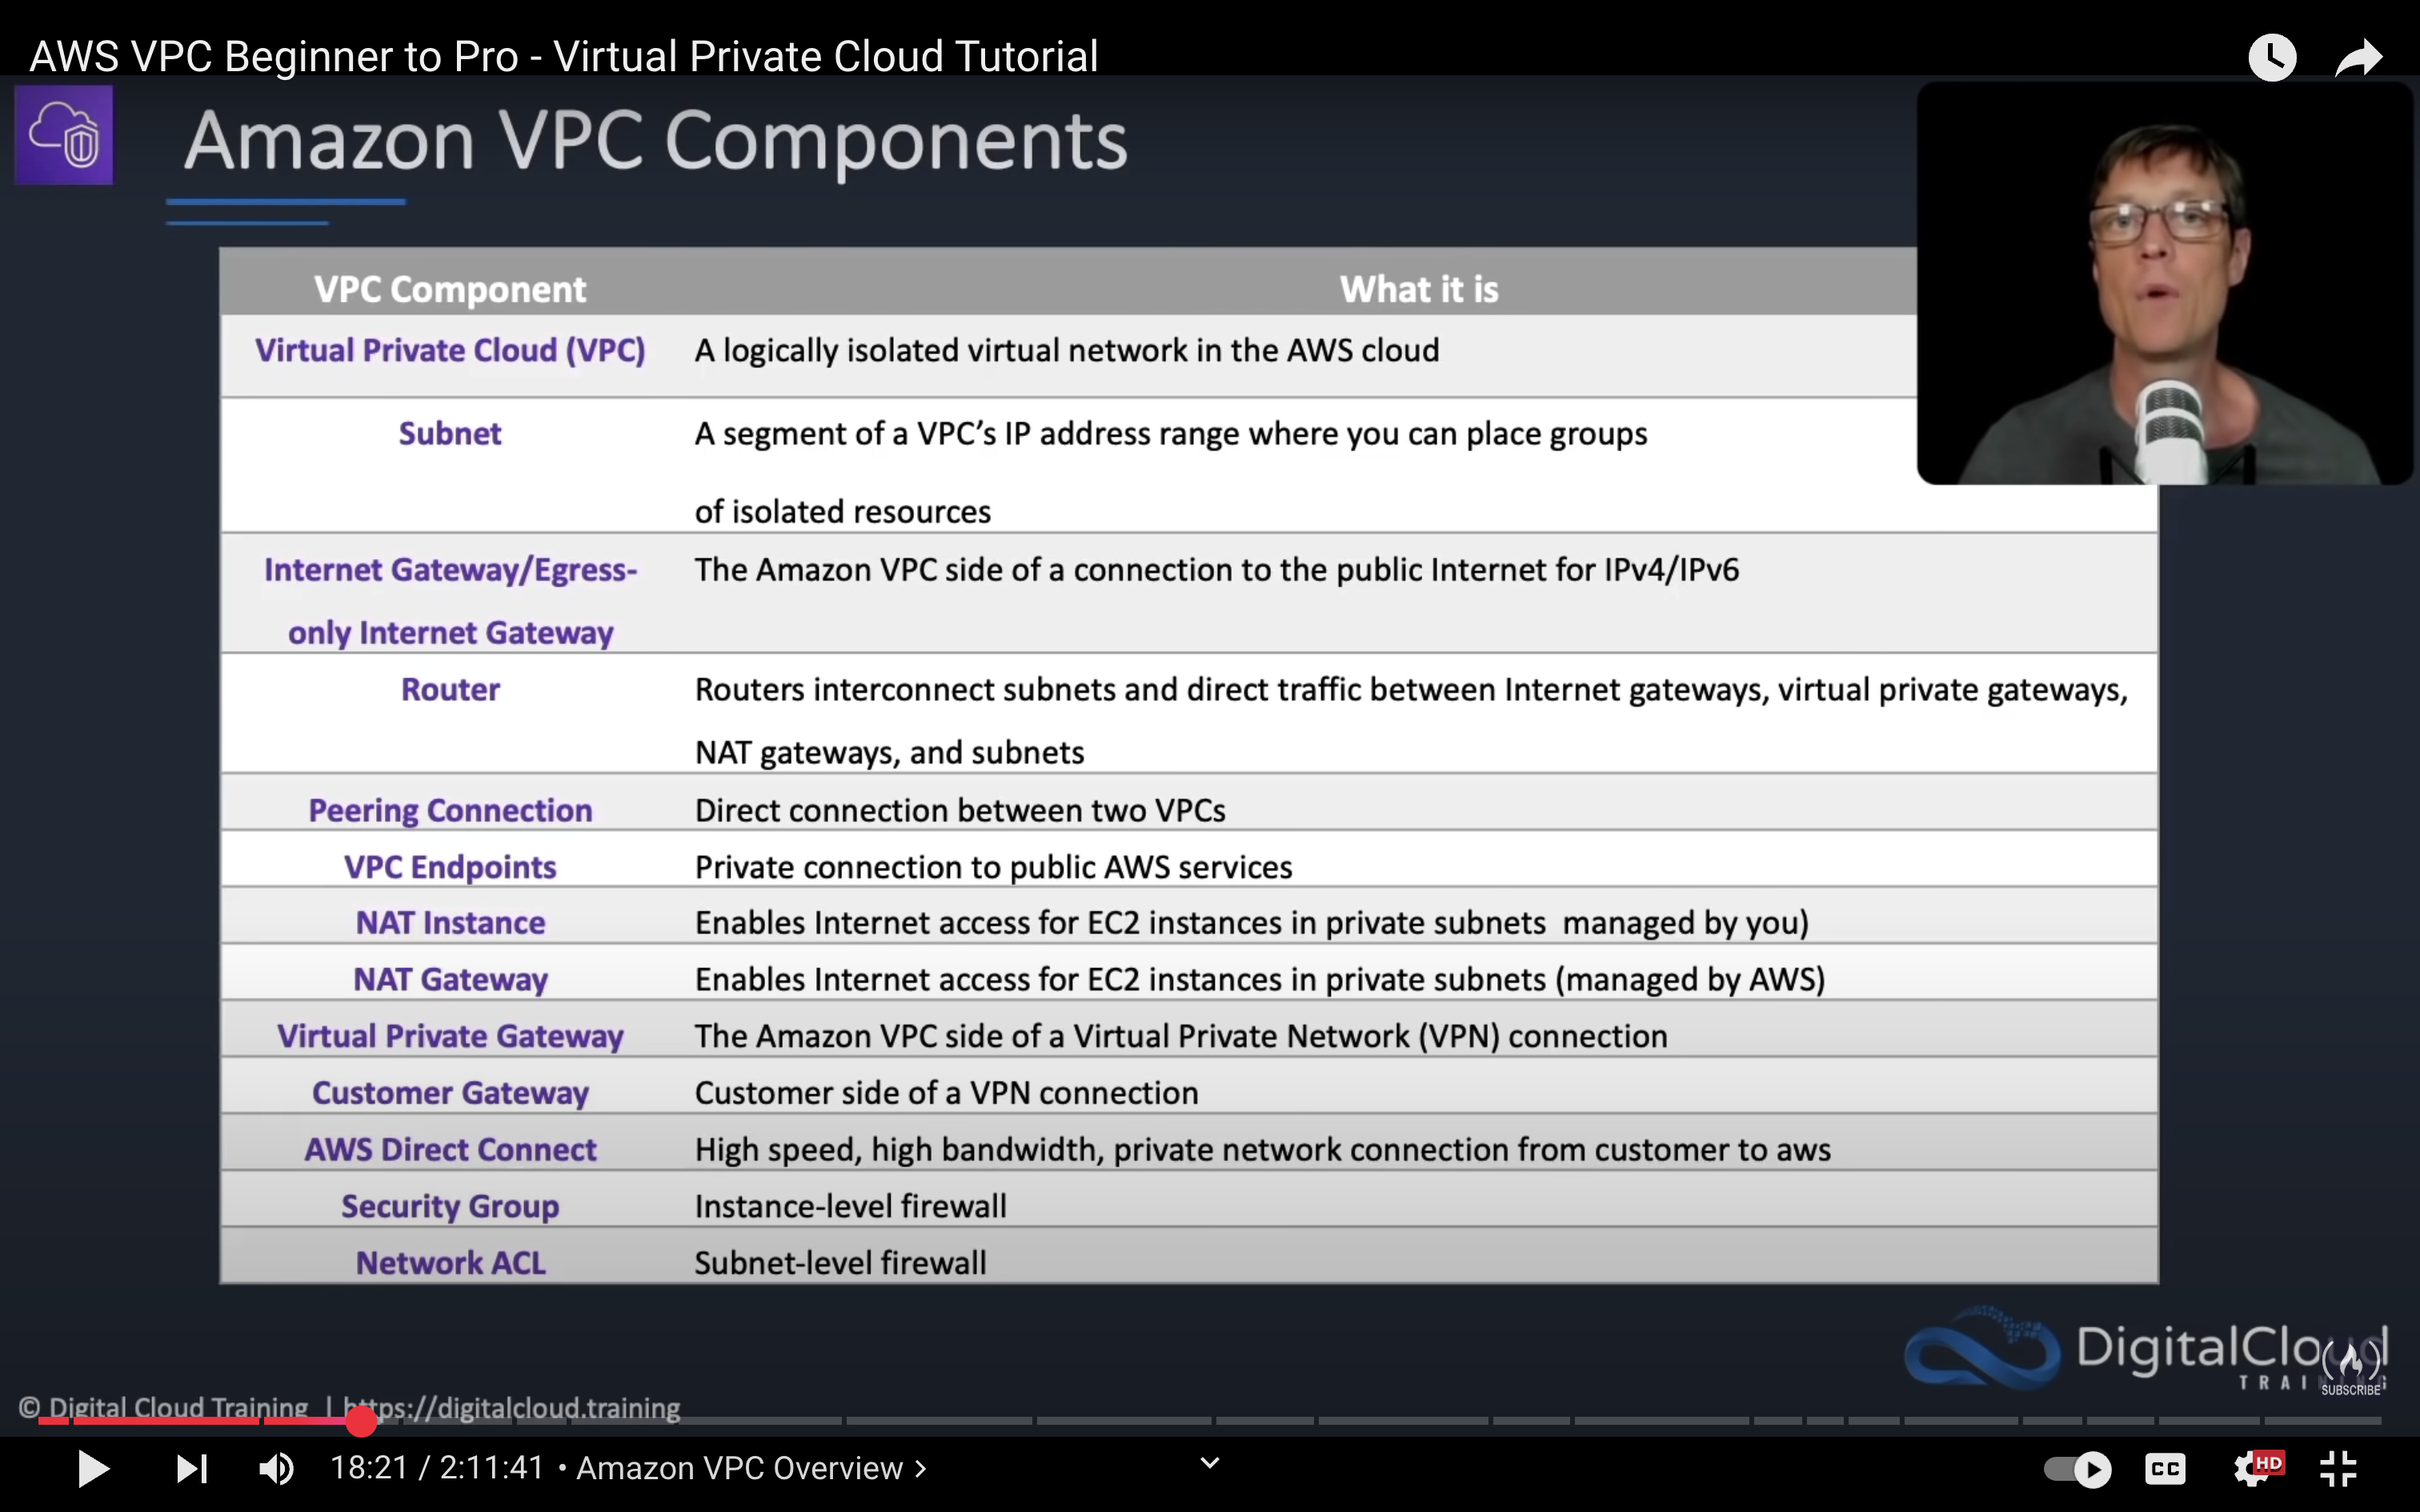 AWS VPC Beginner to Pro - Virtual Private Cloud Tutorial
Amazon VPC Components
VPC Component What it is
Virtual Private Cloud (VPC) A logically isolated virtual network in the AWS cloud
Subnet A segment of a VPC’s IP address range where you can place groups
of isolated resources
Internet Gateway/Egress- The Amazon VPC side of a connection to the public Internet for IPv4/IPv6
only Internet Gateway
Router Routers interconnect subnets and direct traffic between Internet gateways, virtual private gateways,
NAT gateways, and subnets
Peering Connection Direct connection between two VPCs
VPC Endpoints Private connection to public AWS services
NAT Instance Enables Internet access for EC2 instances in private subnets managed by you)
NAT Gateway Enables Internet access for EC2 instances in private subnets (managed by AWS)
Virtual Private Gateway The Amazon VPC side of a Virtual Private Network (VPN) connection
Customer Gateway Customer side of a VPN connection
AWS Direct Connect High speed, high bandwidth, private network connection from customer to aws
Security Group Instance-level firewall
Network ACL Subnet-level firewall
DigitalCloud
TRAINING
SUBSCRIBE
© Digital Cloud Training | https://digitalcloud.training
18:21 / 2:11:41 • Amazon VPC Overview >
CC
HD